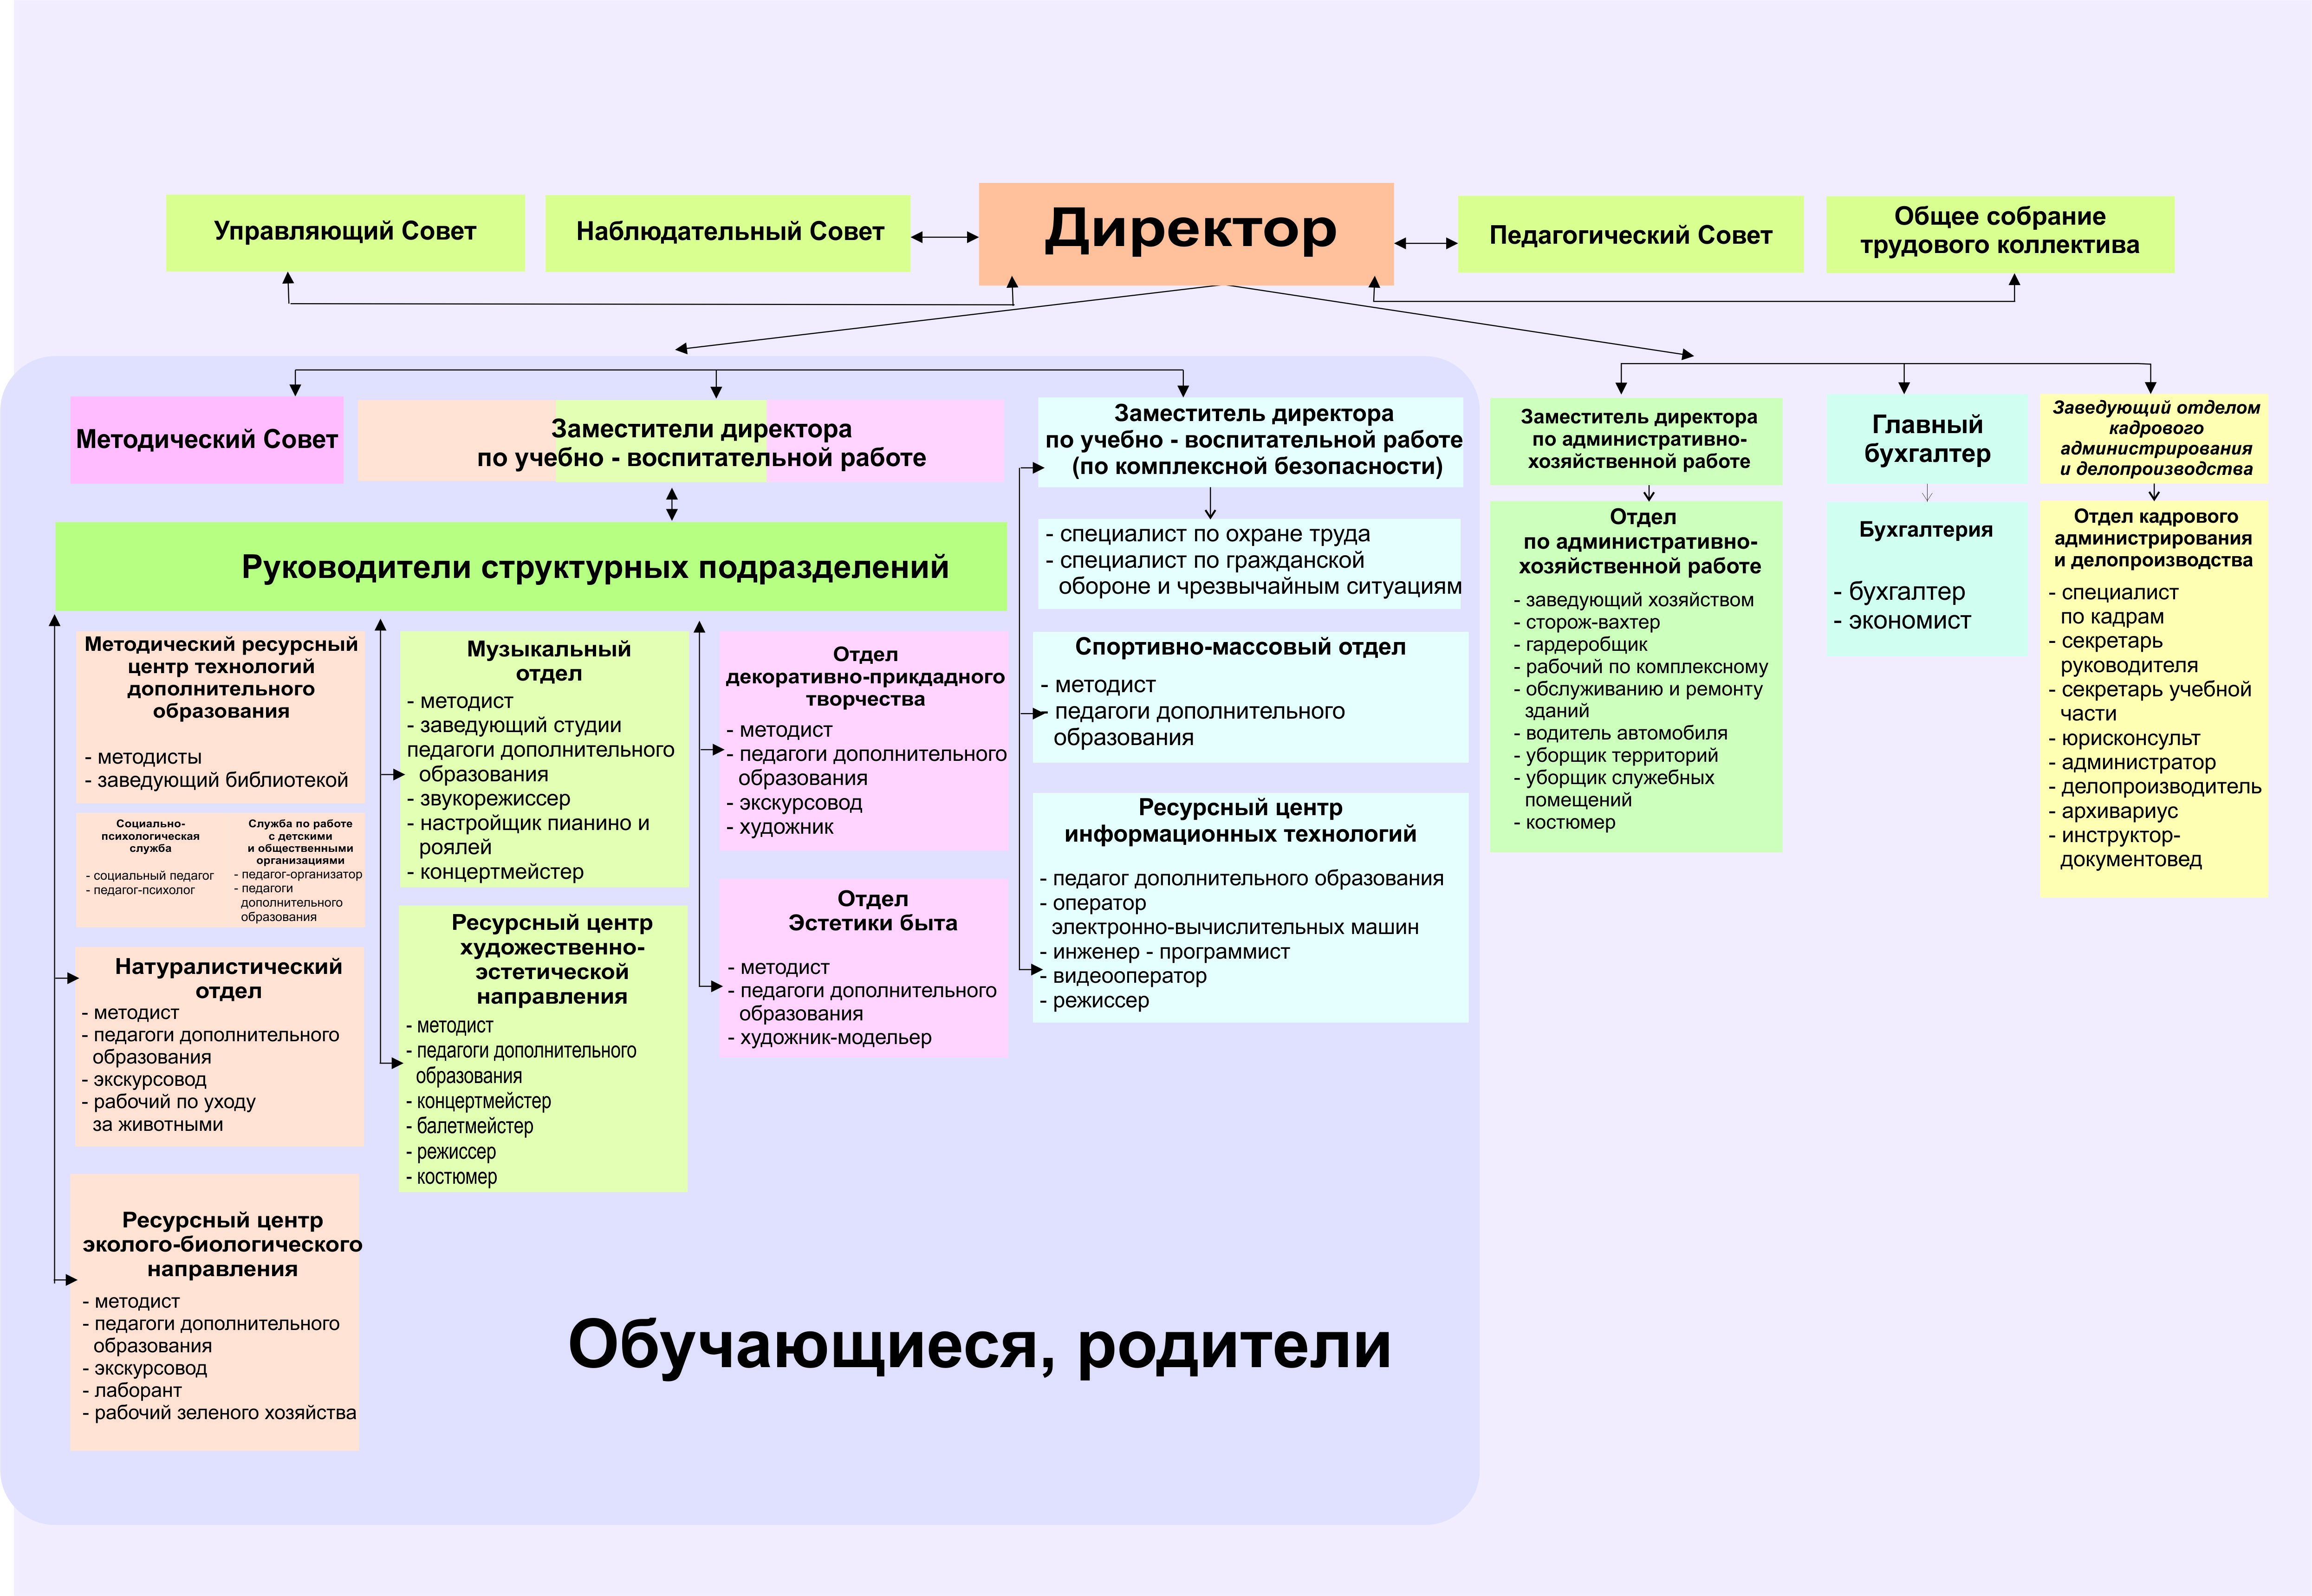 Управляющий Совет
Наблюдательный Совет
Директор
Педагогический Совет
Общее собрание
трудового коллектива
Методический Совет
Заместители директора
по учебно - воспитательной работе
Заместитель директора
по учебно - воспитательной работе
(по комплексной безопасности)
Заместитель директора
по административно-
хозяйственной работе
Главный
бухгалтер
Заведующий отделом
кадрового
администрирования
и делопроизводства
Руководители структурных подразделений
- специалист по охране труда
- специалист по гражданской
обороне и чрезвычайным ситуациям
Отдел
по административно-
хозяйственной работе
- заведующий хозяйством
- сторож-вахтер
- гардеробщик
- рабочий по комплексному
- обслуживанию и ремонту
зданий
- водитель автомобиля
- уборщик территорий
- уборщик служебных
помещений
- костюмер
Бухгалтерия
- бухгалтер
- экономист
Отдел кадрового
администрирования
и делопроизводства
- специалист
по кадрам
- секретарь
руководителя
- секретарь учебной
части
- юрисконсульт
- администратор
- делопроизводитель
- архивариус
- инструктор-
документовед
Методический ресурсный
центр технологий
дополнительного
образования
- методисты
- заведующий библиотекой
Социально-
психологическая
служба
- социальный педагог
- педагог-психолог
Служба по работе
с детскими
и общественными
организациями
- педагог-организатор
- педагоги
дополнительного
образования
Натуралистический
отдел
- методист
- педагоги дополнительного
образования
- экскурсовод
- рабочий по уходу
за животными
Ресурсный центр
эколого-биологического
направления
- методист
- педагоги дополнительного
образования
- экскурсовод
- лаборант
- рабочий зеленого хозяйства
Музыкальный
отдел
- методист
- заведующий студии
педагоги дополнительного
образования
- звукорежиссер
- настройщик пианино и
роялей
- концертмейстер
Ресурсный центр
художественно-
эстетической
направления
- методист
- педагоги дополнительного
образования
- концертмейстер
- балетмейстер
- режиссер
- костюмер
Отдел
декоративно-прикдадного
творчества
- методист
- педагоги дополнительного
образования
- экскурсовод
- художник
Отдел
Эстетики быта
- методист
- педагоги дополнительного
образования
- художник-модельер
Спортивно-массовый отдел
- методист
- педагоги дополнительного
образования
Ресурсный центр
информационных технологий
- педагог дополнительного образования
- оператор
электронно-вычислительных машин
- инженер - программист
- видеооператор
- режиссер
Обучающиеся, родители